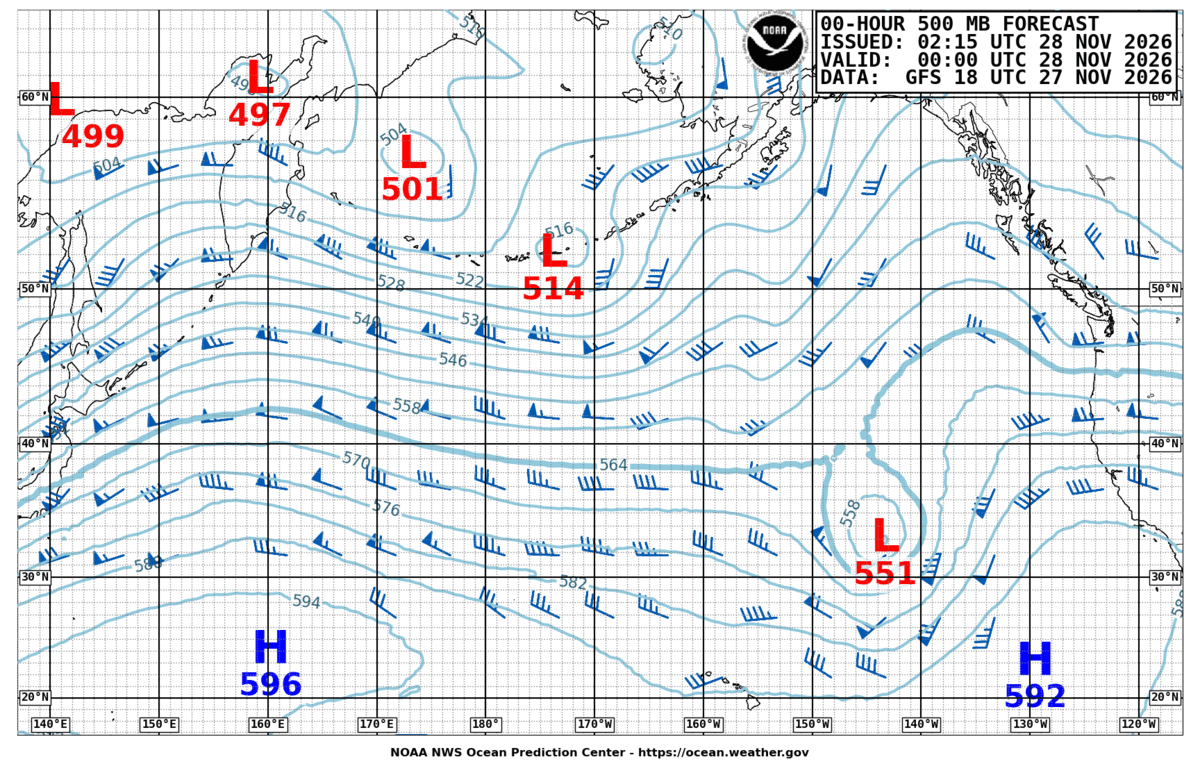 00-HOUR 500 MB FORECAST
ISSUED: 02:15 UTC 28 NOV 2026
VALID: 00:00 UTC 28 NOV 2026
DATA: GFS 18 UTC 27 NOV 2026
NOAA
510
510
L
497
L
499
60°N
60°N
504
504
L
501
516
516
L
514
522
528
50°N
50°N
534
540
546
558
40°N
40°N
564
570
576
558
L
551
588
30°N
30°N
582
594
H
596
H
592
20°N
20°N
140°E
150°E
160°E
170°E
180°
170°W
160°W
150°W
140°W
130°W
120°W
NOAA NWS Ocean Prediction Center - https://ocean.weather.gov